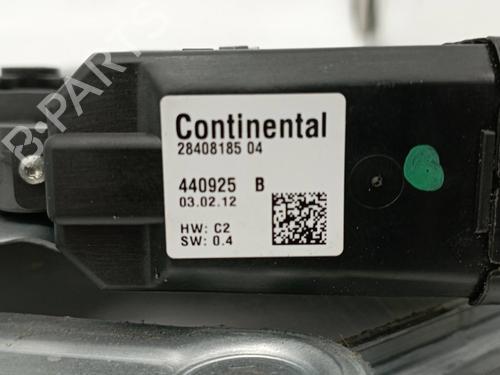 B-PARTS
Continental
28408185 04
440925 B
03.02.12
HW: C2
SW: 0.4